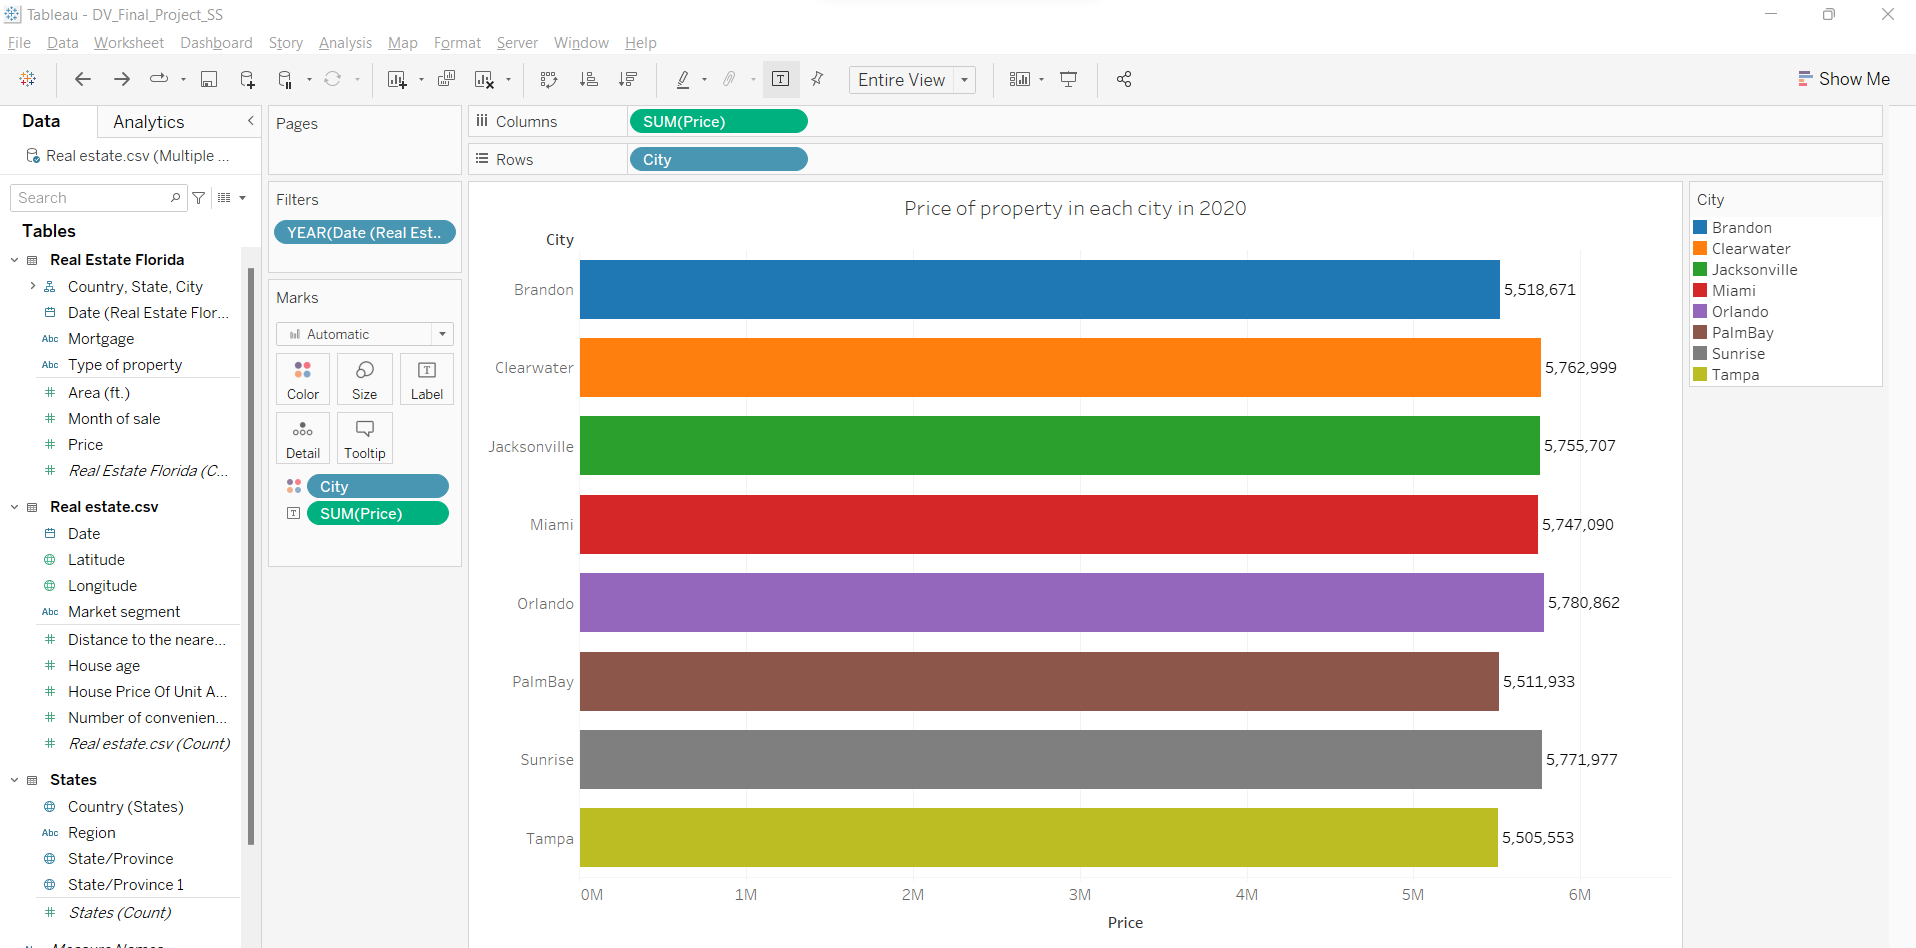 Tableau - DV_Final_Project_SS
File Data Worksheet Dashboard Story Analysis Map Format Server Window Help
Entire View
Show Me
Data Analytics
Real estate.csv (Multiple ...
Search
Tables
Real Estate Florida
Country, State, City
Date (Real Estate Flor...
Abc Mortgage
Abc Type of property
# Area (ft.)
# Month of sale
# Price
# Real Estate Florida (C...
Real estate.csv
Date
Latitude
Longitude
Abc Market segment
# Distance to the neare...
# House age
# House Price Of Unit A...
# Number of convenien...
# Real estate.csv (Count)
States
Country (States)
Abc Region
State/Province
State/Province 1
# States (Count)
Measure Names
Pages
Filters
YEAR(Date (Real Est..
Marks
Automatic
Color Size T Label
Detail Tooltip
City
T SUM(Price)
Columns SUM(Price)
Rows City
Price of property in each city in 2020
City
Brandon 5,518,671
Clearwater 5,762,999
Jacksonville 5,755,707
Miami 5,747,090
Orlando 5,780,862
PalmBay 5,511,933
Sunrise 5,771,977
Tampa 5,505,553
0M 1M 2M 3M 4M 5M 6M
Price
City
Brandon
Clearwater
Jacksonville
Miami
Orlando
PalmBay
Sunrise
Tampa